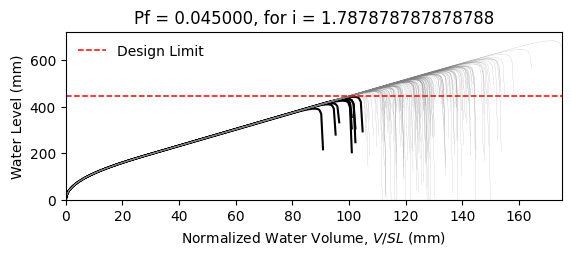 Pf = 0.045000, for i = 1.787878787878788
Water Level (mm)
600
400
200
0
Design Limit
0 20 40 60 80 100 120 140 160
Normalized Water Volume, V/SL (mm)